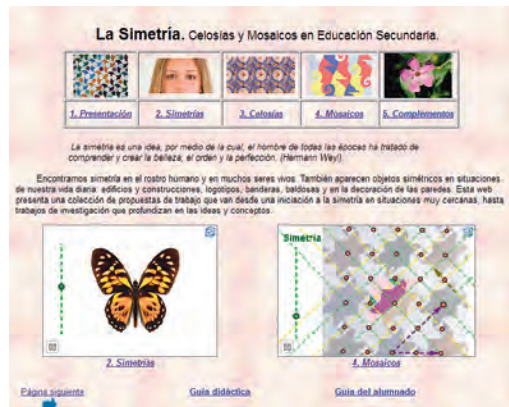 La Simetría. Celosías y Mosaicos en Educación Secundaria.
1. Presentación
2. Simetrías
3. Celosías
4. Mosaicos
5. Complementos
La simetría es una idea, por medio de la cual, el hombre de todas las épocas ha tratado de
comprender y crear la belleza, el orden y la perfección. (Hermann Weyl)
Encontramos simetría en el rostro humano y en muchos seres vivos. También aparecen objetos simétricos en situaciones
de nuestra vida diaria: edificios y construcciones, logotipos, banderas, baldosas y en la decoración de las paredes. Esta web
presenta una colección de propuestas de trabajo que van desde una iniciación a la simetría en situaciones muy cercanas, hasta
trabajos de investigación que profundizan en las ideas y conceptos.
Simetría
2. Simetrías
4. Mosaicos
Página siguienta
Guía didáctica
Guía del alumnado